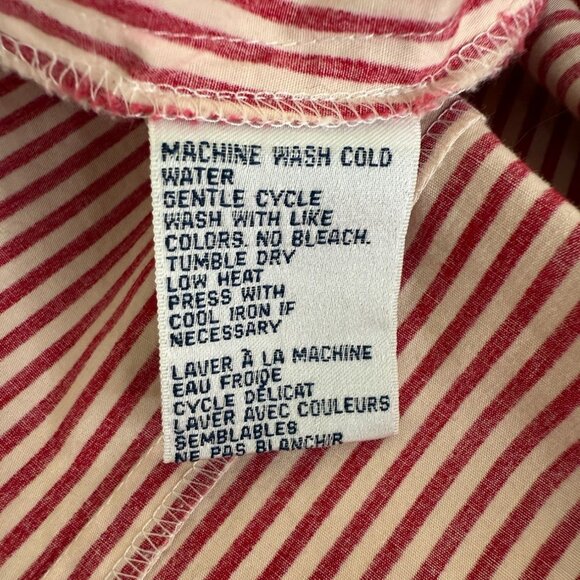 MACHINE WASH COLD
WATER
GENTLE CYCLE
WASH WITH LIKE
COLORS. NO BLEACH.
TUMBLE DRY
LOW HEAT
PRESS WITH
COOL IRON IF
NECESSARY
LAVER À LA MACHINE
EAU FROIDE
CYCLE DÉLICAT
LAVER AVEC COULEURS
SEMBLABLES
NE PAS BLANCHIR